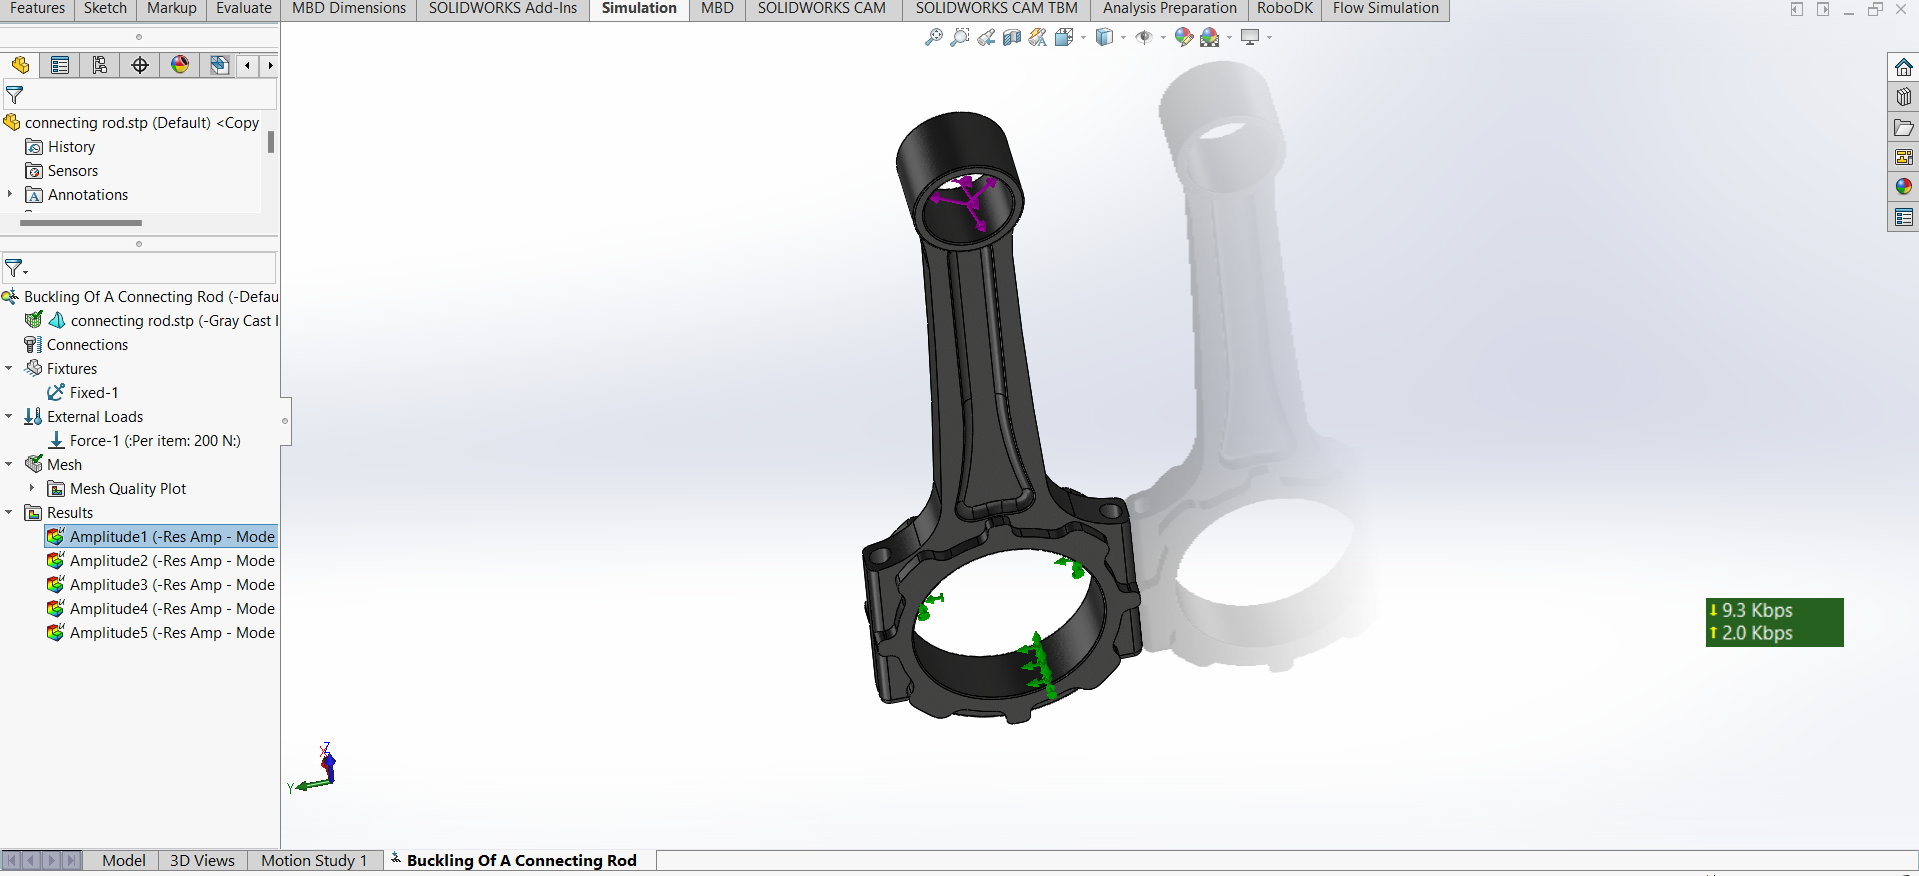 Features Sketch Markup Evaluate MBD Dimensions SOLIDWORKS Add-Ins Simulation MBD SOLIDWORKS CAM SOLIDWORKS CAM TBM Analysis Preparation RoboDK Flow Simulation
connecting rod.stp (Default) <Copy
History
Sensors
Annotations
Buckling Of A Connecting Rod (-Defau
connecting rod.stp (-Gray Cast I
Connections
Fixtures
Fixed-1
External Loads
Force-1 (:Per item: 200 N:)
Mesh
Mesh Quality Plot
Results
Amplitude1 (-Res Amp - Mode
Amplitude2 (-Res Amp - Mode
Amplitude3 (-Res Amp - Mode
Amplitude4 (-Res Amp - Mode
Amplitude5 (-Res Amp - Mode
↓ 9.3 Kbps
↑ 2.0 Kbps
Z
X
Y
Model 3D Views Motion Study 1 Buckling Of A Connecting Rod